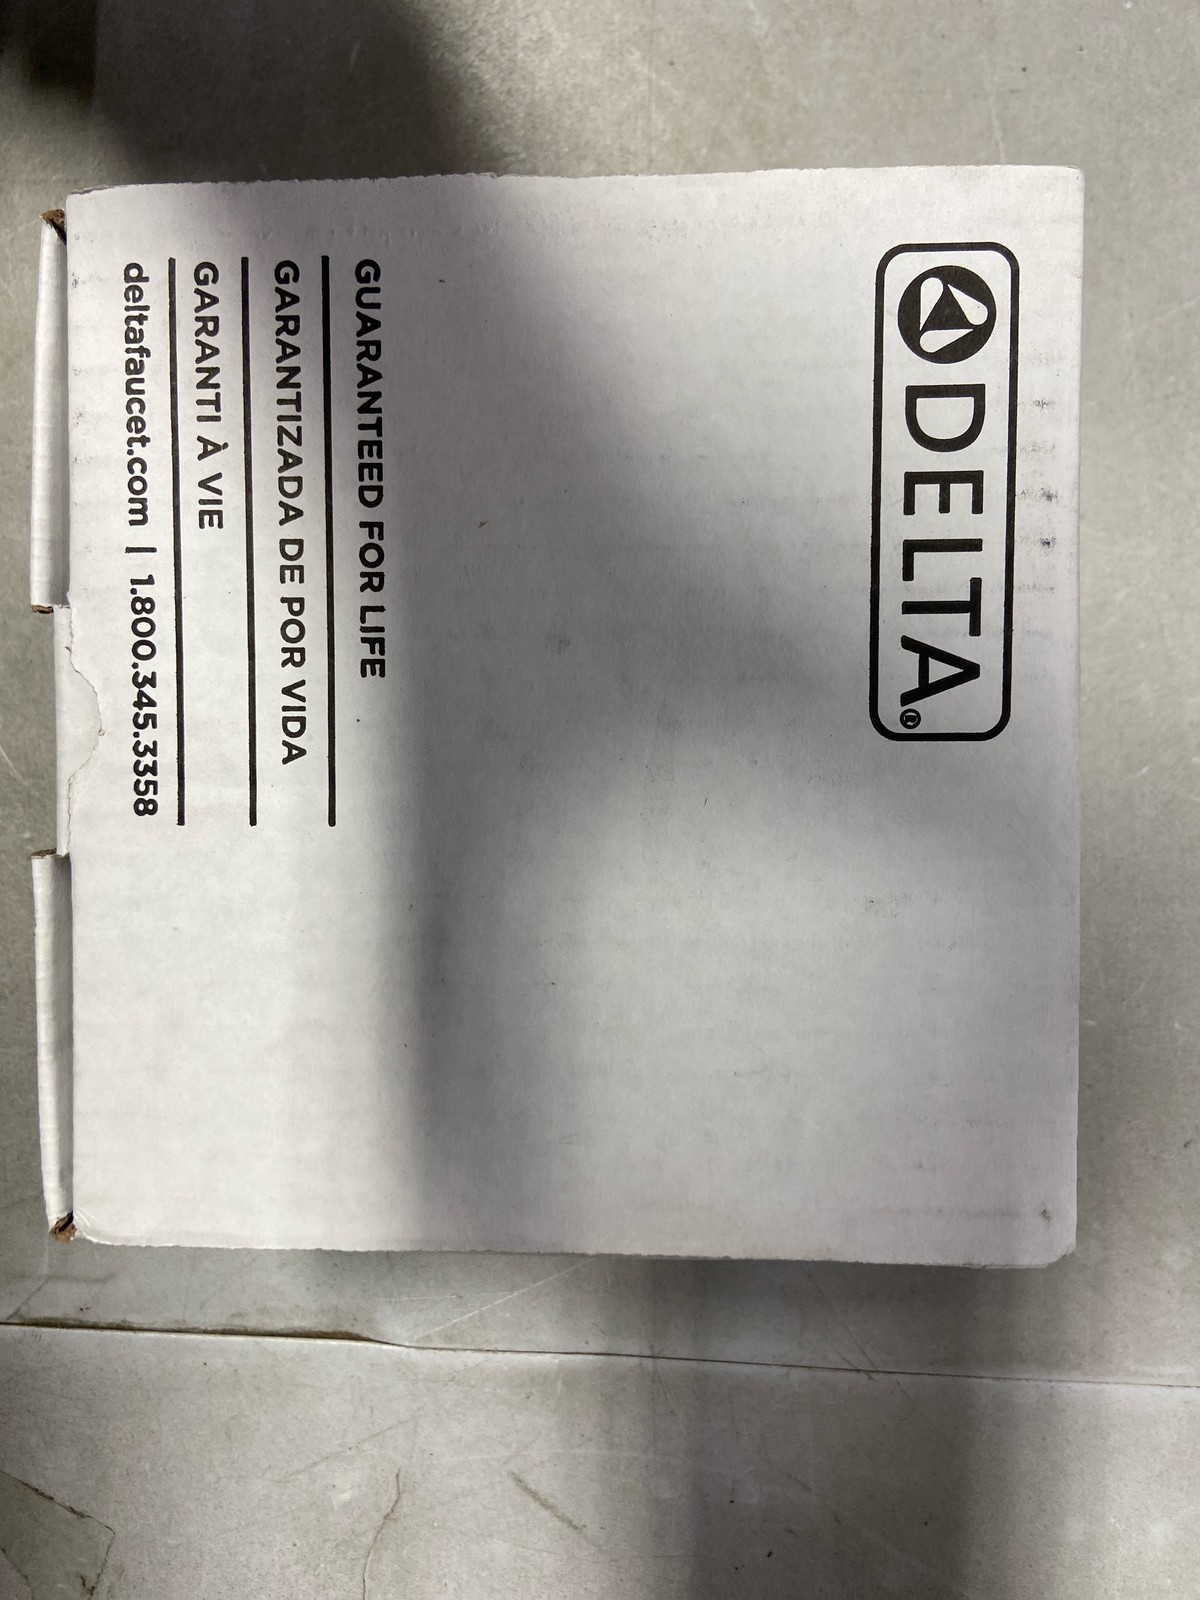 DELTA®
GUARANTEED FOR LIFE
GARANTIZADA DE POR VIDA
GARANTI À VIE
deltafaucet.com | 1.800.345.3358